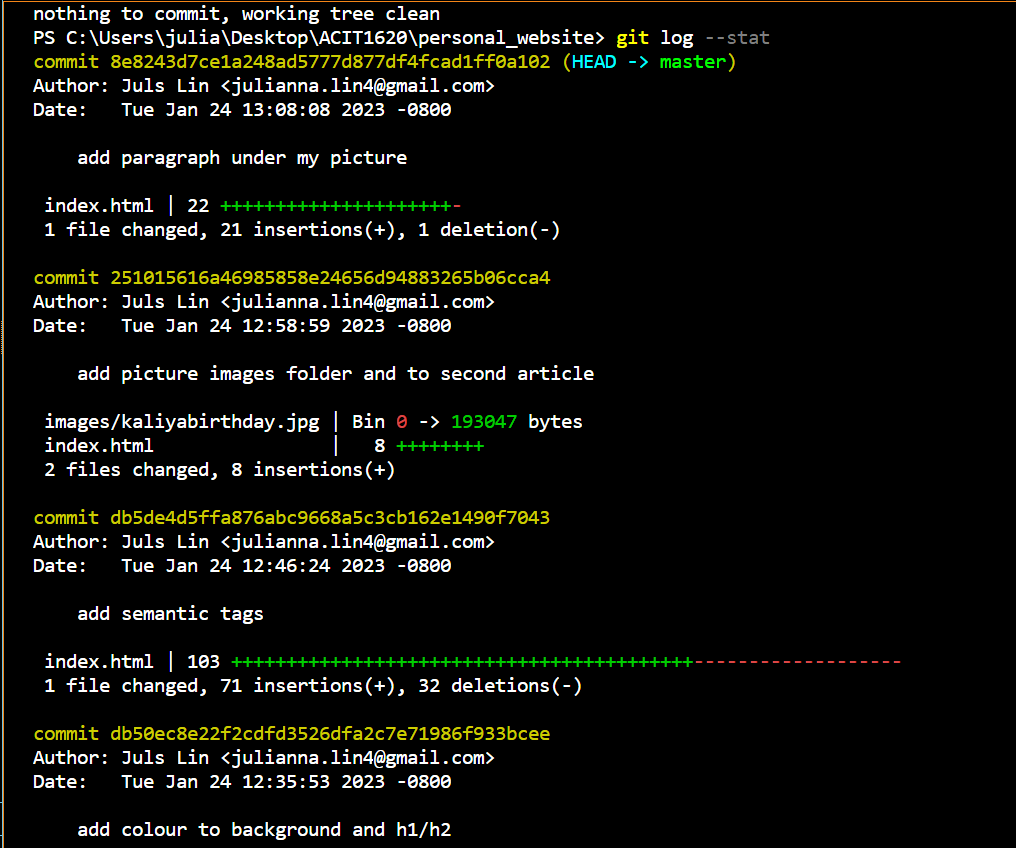 nothing to commit, working tree clean
PS C:\Users\julia\Desktop\ACIT1620\personal_website> git log --stat
commit 8e8243d7ce1a248ad5777d877df4fcad1ff0a102 (HEAD -> master)
Author: Juls Lin <julianna.lin4@gmail.com>
Date:   Tue Jan 24 13:08:08 2023 -0800
    add paragraph under my picture
 index.html | 22 +++++++++++++++++++++-
 1 file changed, 21 insertions(+), 1 deletion(-)
commit 251015616a46985858e24656d94883265b06cca4
Author: Juls Lin <julianna.lin4@gmail.com>
Date:   Tue Jan 24 12:58:59 2023 -0800
    add picture images folder and to second article
 images/kaliyabirthday.jpg | Bin 0 -> 193047 bytes
 index.html                |   8 ++++++++
 2 files changed, 8 insertions(+)
commit db5de4d5ffa876abc9668a5c3cb162e1490f7043
Author: Juls Lin <julianna.lin4@gmail.com>
Date:   Tue Jan 24 12:46:24 2023 -0800
    add semantic tags
 index.html | 103 ++++++++++++++++++++++++++++++++++++++++++-------------------
 1 file changed, 71 insertions(+), 32 deletions(-)
commit db50ec8e22f2cdfd3526dfa2c7e71986f933bcee
Author: Juls Lin <julianna.lin4@gmail.com>
Date:   Tue Jan 24 12:35:53 2023 -0800
    add colour to background and h1/h2